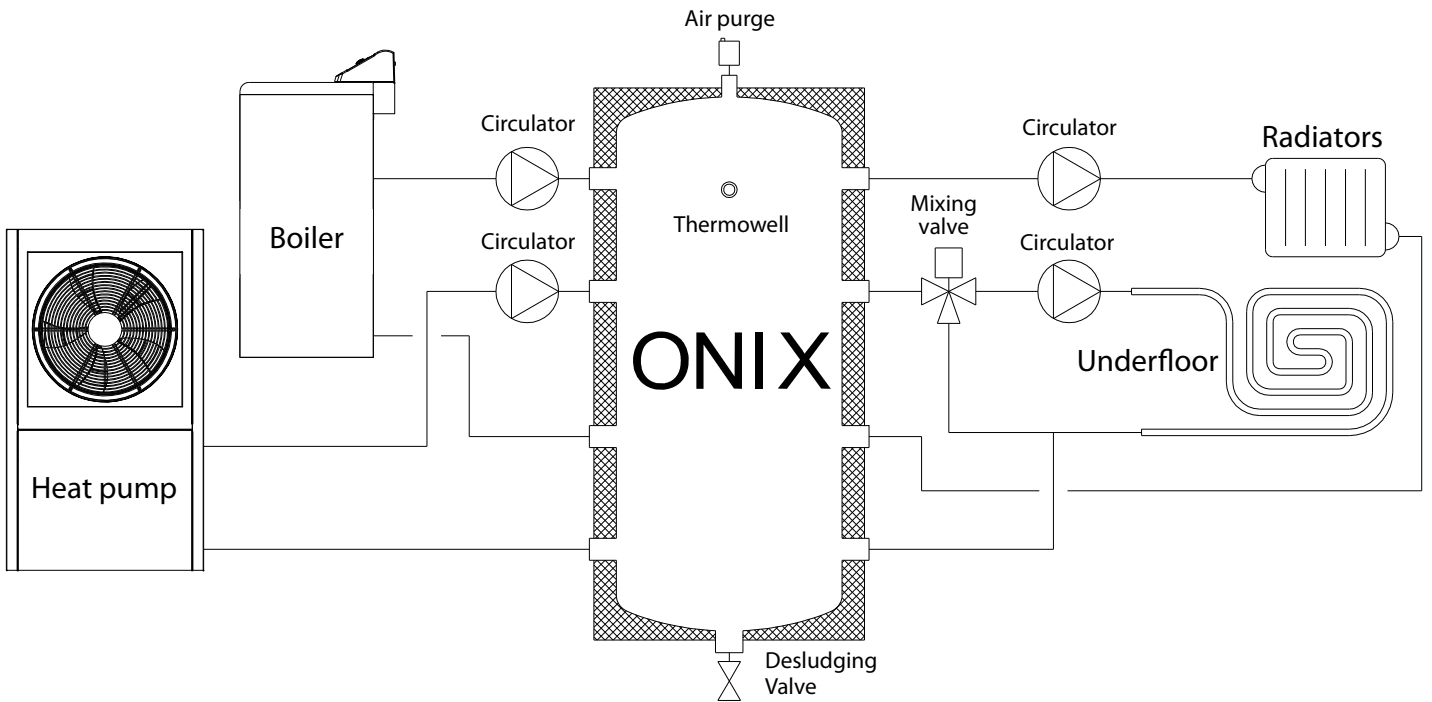 Air purge
Circulator
Circulator
Radiators
Boiler
Thermowell
Mixing
valve
Circulator
Circulator
ONIX
Underfloor
Heat pump
Desludging
Valve